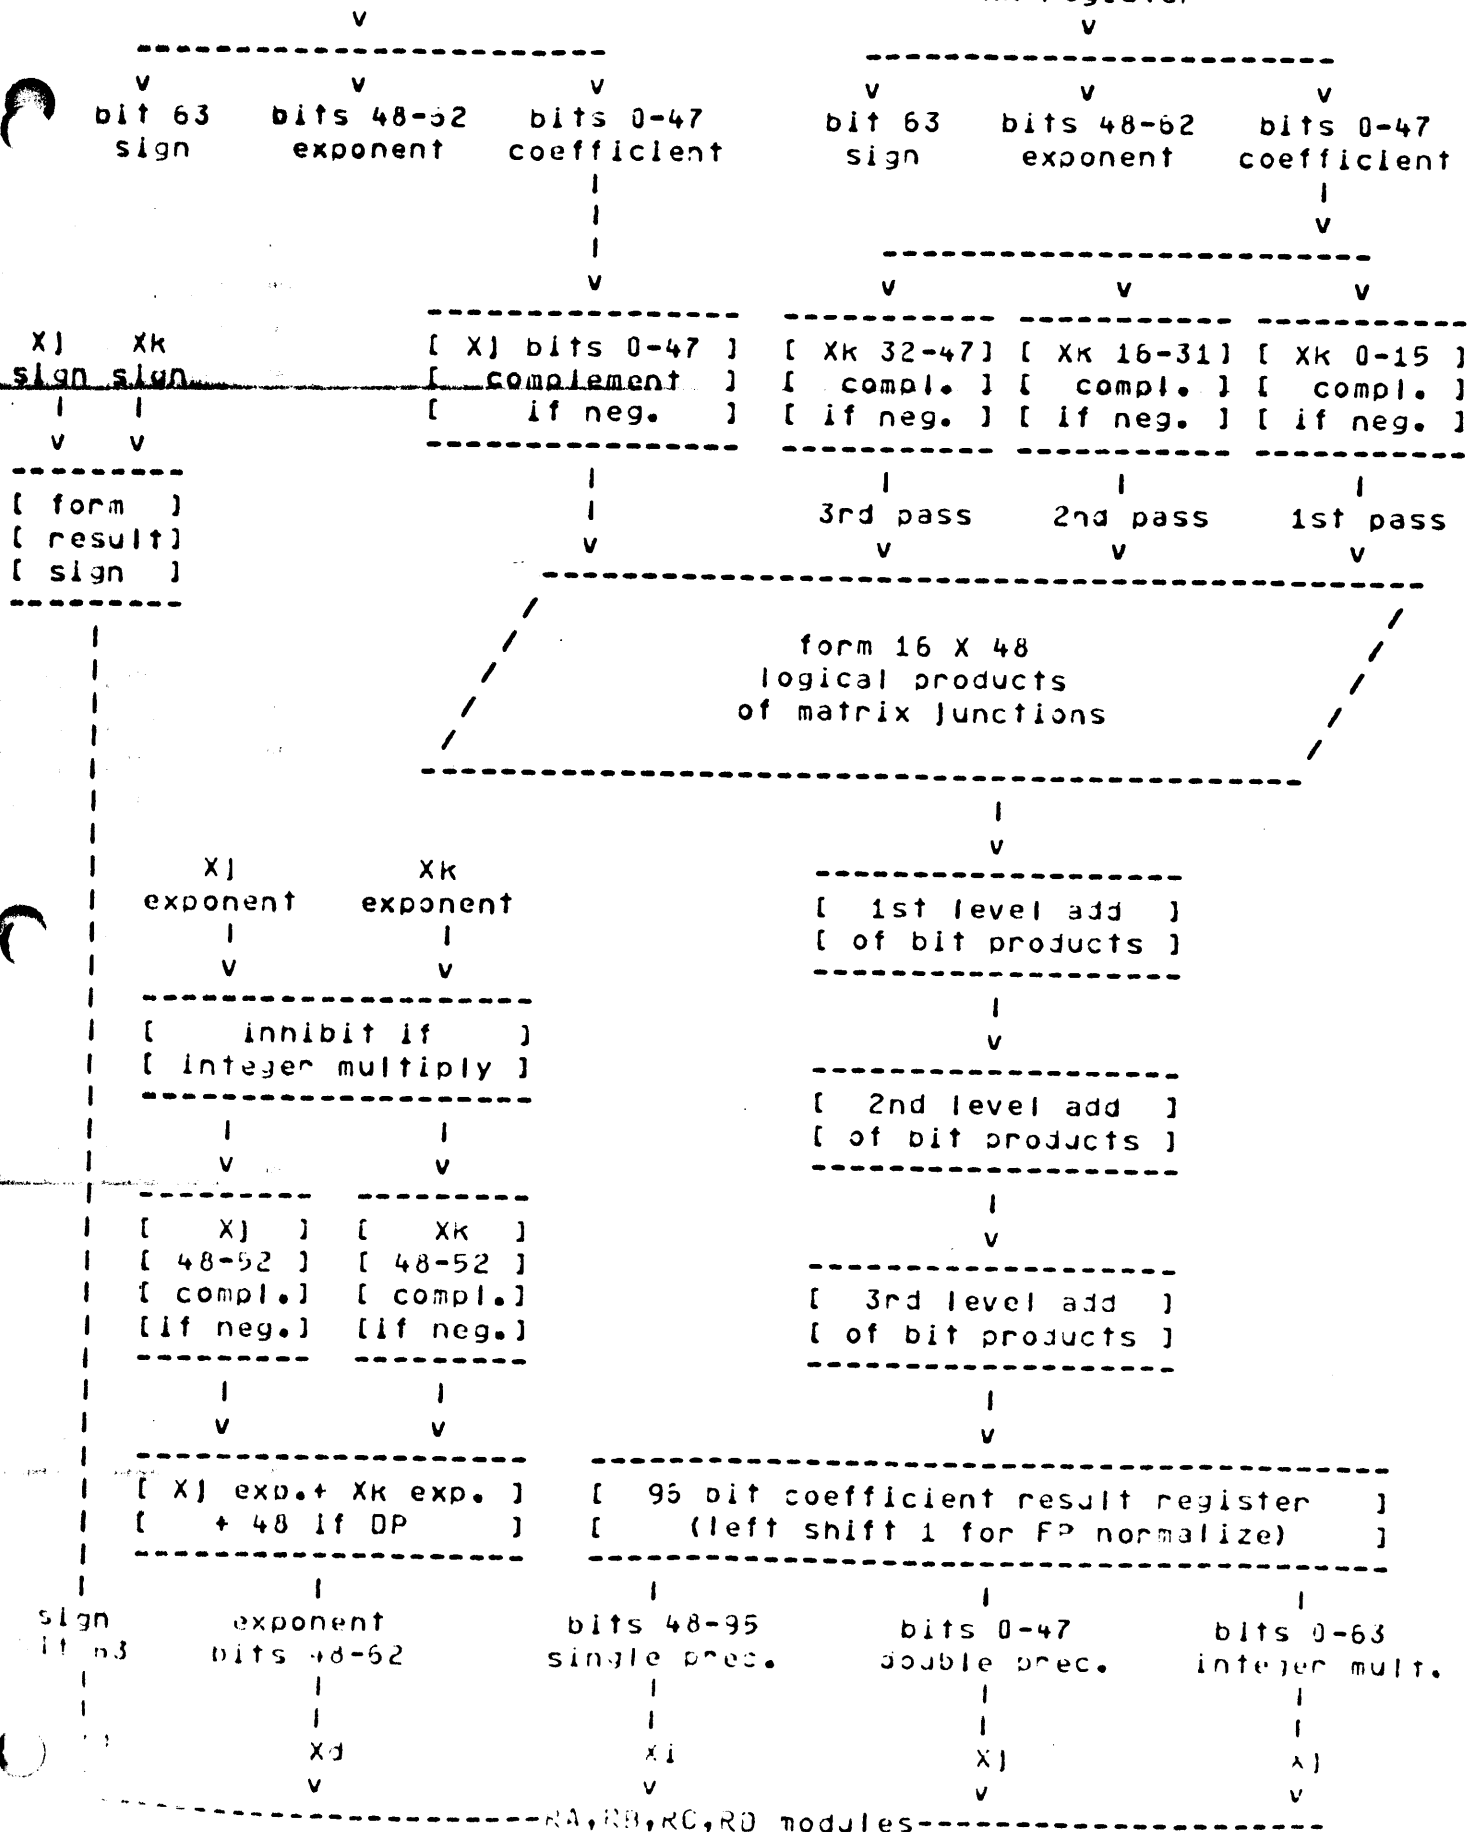 v v
v v v v v v
bit 63 bits 48-52 bits 0-47 bit 63 bits 48-62 bits 0-47
sign exponent coefficient sign exponent coefficient
v
v v v v
Xj Xk [ Xj bits 0-47 ] [ Xk 32-47] [ Xk 16-31] [ Xk 0-15 ]
sign sign [ complement ] [ compl. ] [ compl. ] [ compl. ]
[ if neg. ] [ if neg. ] [ if neg. ] [ if neg. ]
v v
[ form ] 3rd pass 2nd pass 1st pass
[ result] v v v v
[ sign ]
form 16 X 48
logical products
of matrix junctions
v
Xj Xk
exponent exponent [ 1st level add ]
[ of bit products ]
v v
[ inhibit if ] v
[ integer multiply ]
[ 2nd level add ]
[ of bit products ]
v v
[ Xj ] [ Xk ] v
[ 48-52 ] [ 48-52 ]
[ compl.] [ compl.] [ 3rd level add ]
[if neg.] [if neg.] [ of bit products ]
v v v
[ Xj exp.+ Xk exp. ] [ 95 bit coefficient result register ]
[ + 48 if DP ] [ (left shift 1 for FP normalize) ]
sign exponent bits 48-95 bits 0-47 bits 0-63
bits 48-62 single prec. double prec. integer mult.
Xd Xi Xj Xj
v v v v
RA,RB,RC,RD modules